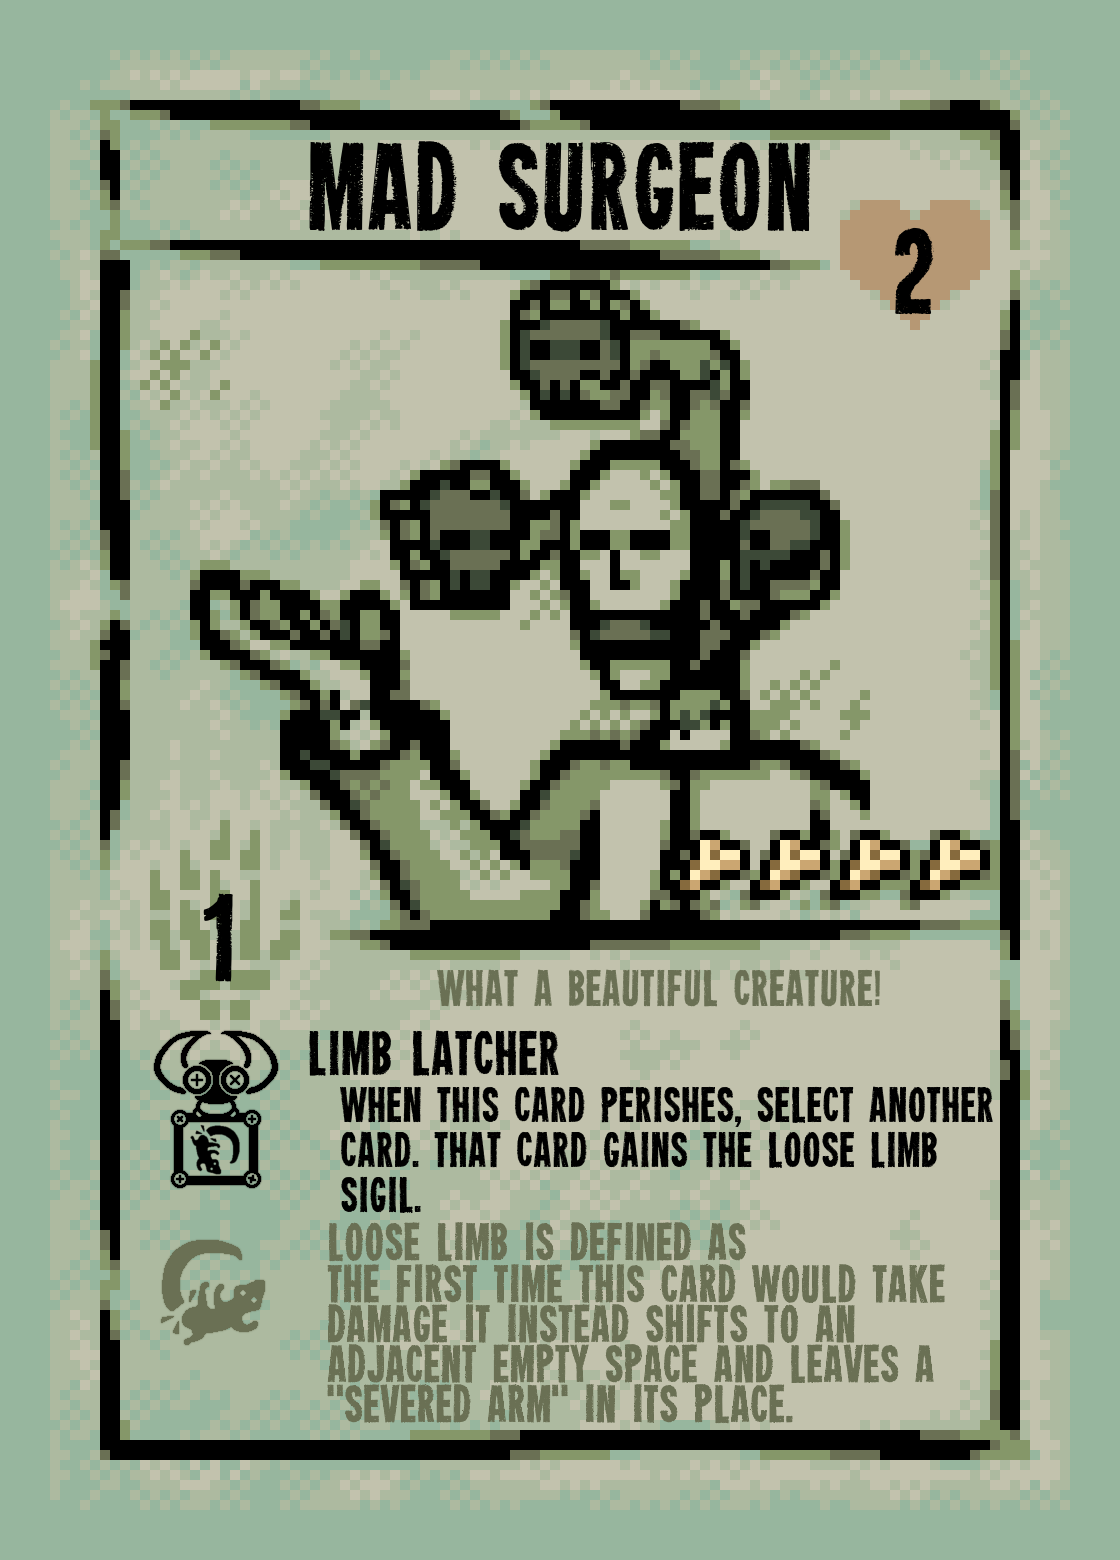 MAD SURGEON
2
1
WHAT A BEAUTIFUL CREATURE!
LIMB LATCHER
WHEN THIS CARD PERISHES, SELECT ANOTHER
CARD. THAT CARD GAINS THE LOOSE LIMB
SIGIL.
LOOSE LIMB IS DEFINED AS
THE FIRST TIME THIS CARD WOULD TAKE
DAMAGE IT INSTEAD SHIFTS TO AN
ADJACENT EMPTY SPACE AND LEAVES A
"SEVERED ARM" IN ITS PLACE.